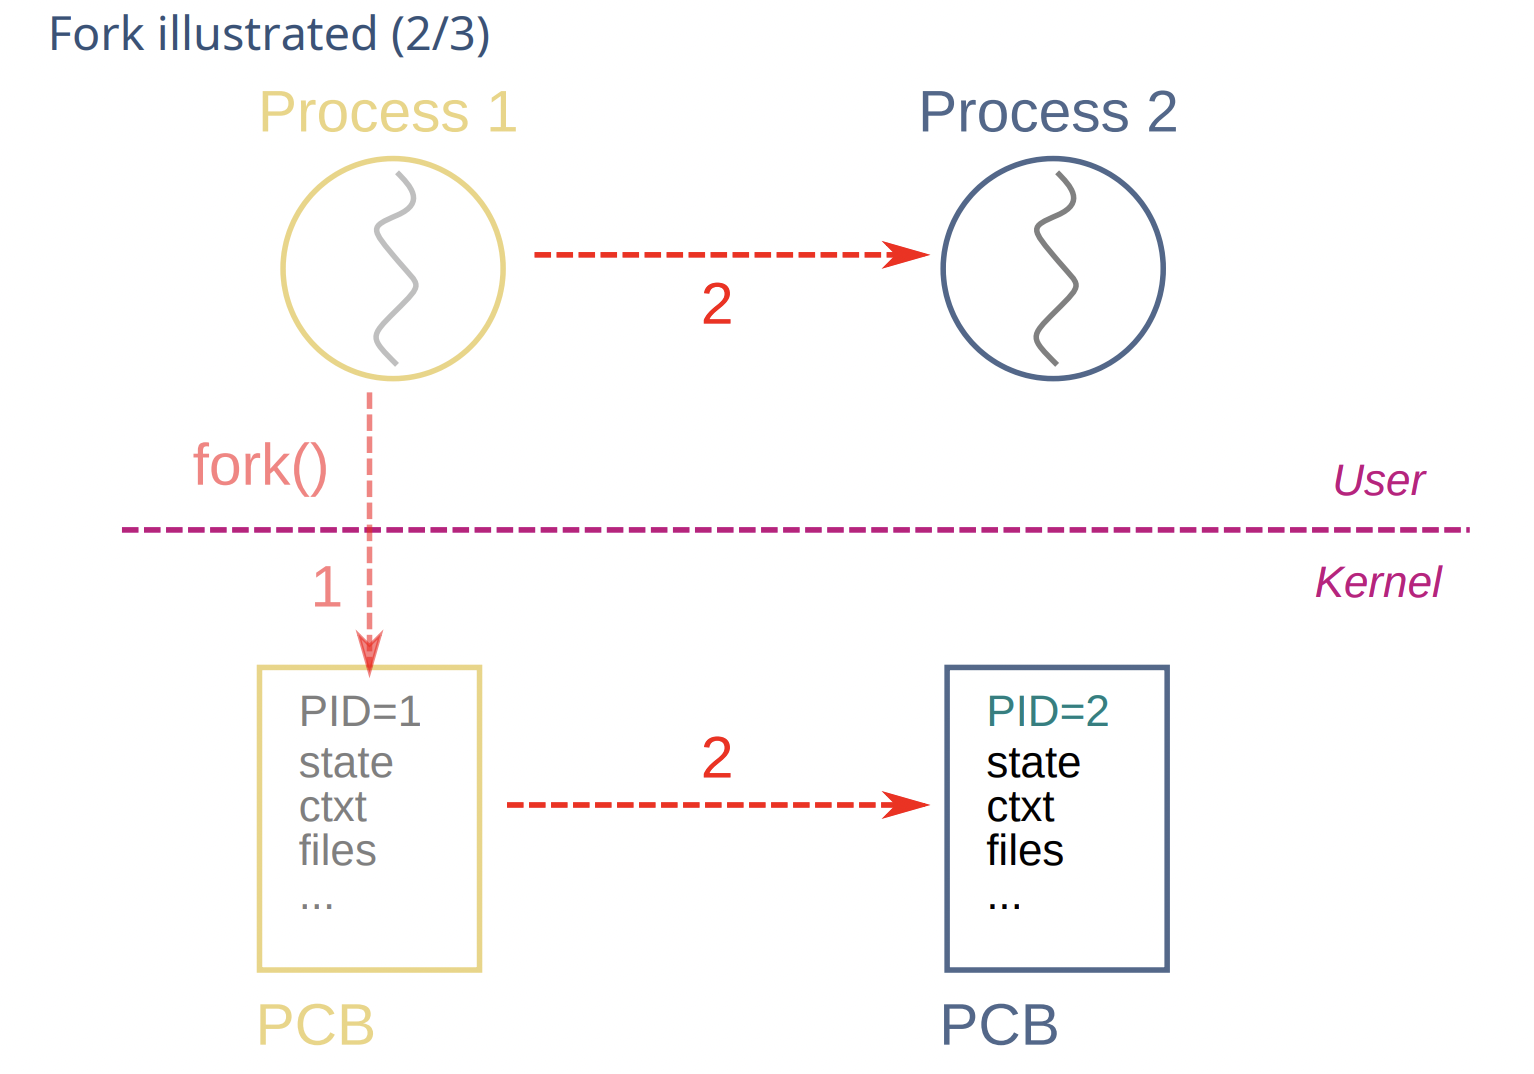 Fork illustrated (2/3)
Process 1
Process 2
2
fork()
User
Kernel
1
PID=1
state
ctxt
files
...
2
PID=2
state
ctxt
files
...
PCB
PCB